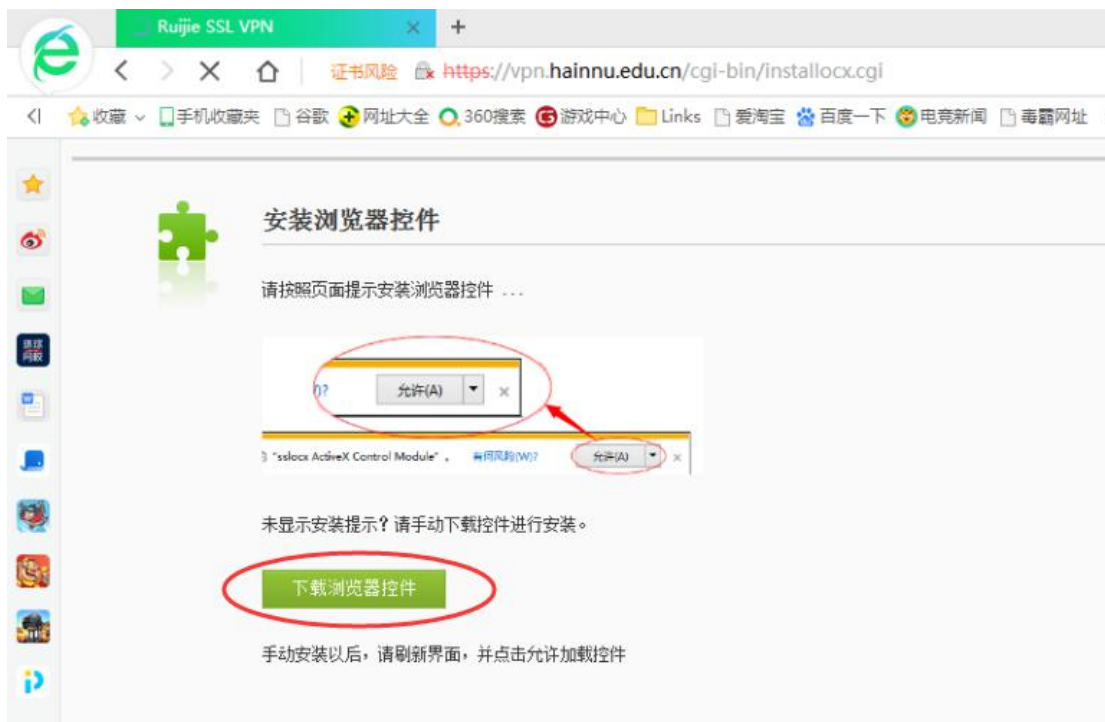 Ruijie SSL VPN
证书风险 https://vpn.hainnu.edu.cn/cgi-bin/installocx.cgi
收藏 手机收藏夹 谷歌 网址大全 360搜索 游戏中心 Links 爱淘宝 百度一下 电竞新闻 毒霸网址
安装浏览器控件
请按照页面提示安装浏览器控件 ...
)? 允许(A) ×
"sslocx ActiveX Control Module"。 有何风险(W)? 允许(A) ×
未显示安装提示?请手动下载控件进行安装。
下载浏览器控件
手动安装以后,请刷新界面,并点击允许加载控件